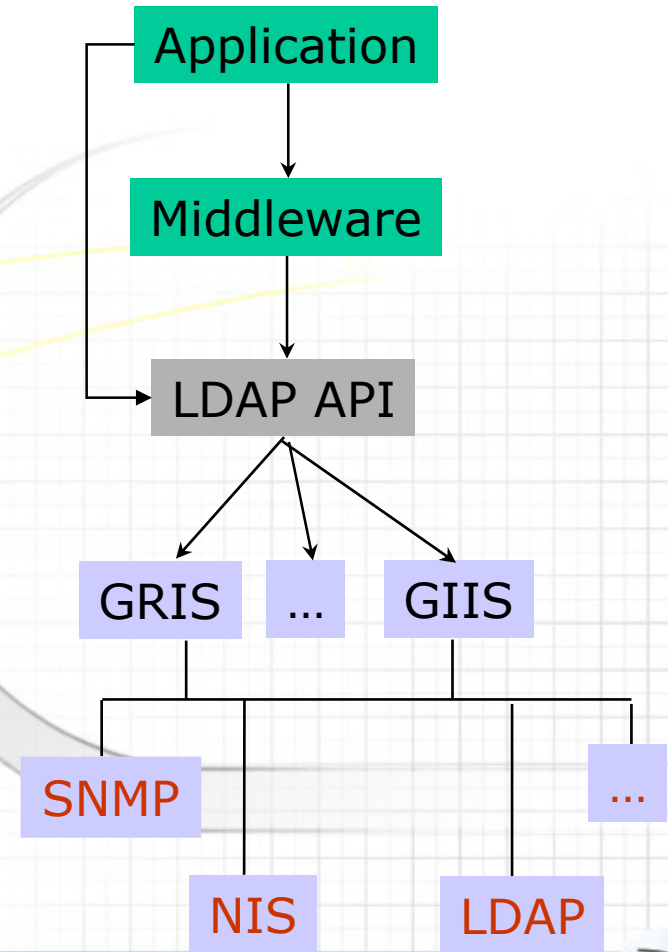 Application
Middleware
LDAP API
GRIS
...
GIIS
SNMP
...
NIS
LDAP